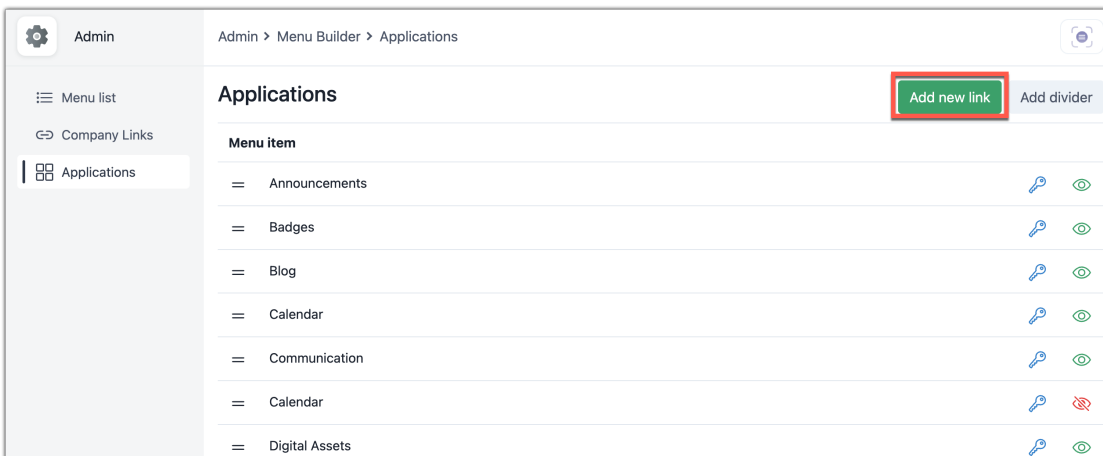 Admin
Admin > Menu Builder > Applications
Menu list
Company Links
Applications
Applications
Add new link
Add divider
Menu item
Announcements
Badges
Blog
Calendar
Communication
Calendar
Digital Assets